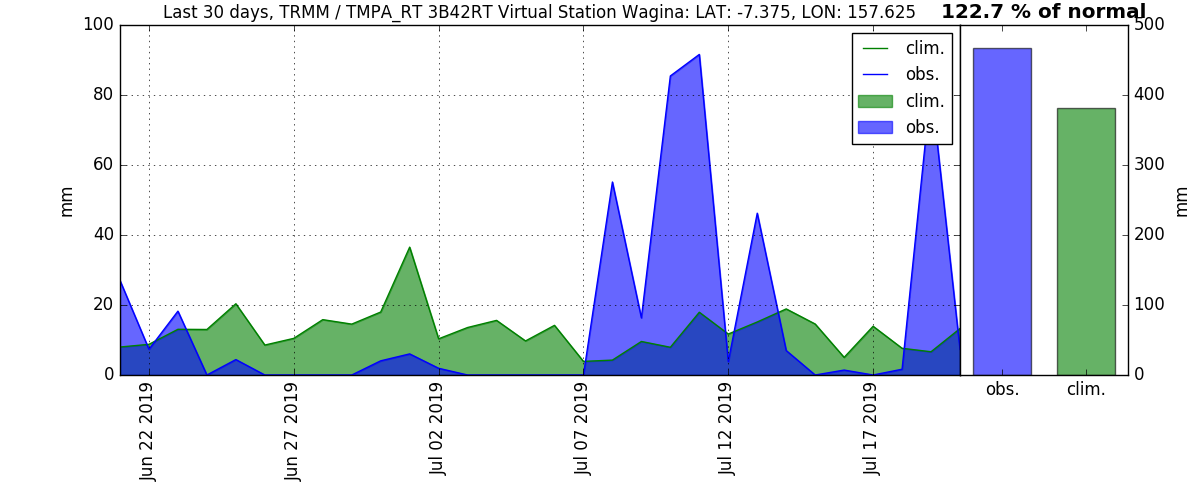 Last 30 days, TRMM / TMPA_RT 3B42RT Virtual Station Wagina: LAT: -7.375, LON: 157.625
122.7 % of normal
100
80
60
40
20
0
mm
clim.
obs.
clim.
obs.
500
400
300
200
100
0
mm
Jun 22 2019
Jun 27 2019
Jul 02 2019
Jul 07 2019
Jul 12 2019
Jul 17 2019
obs.
clim.